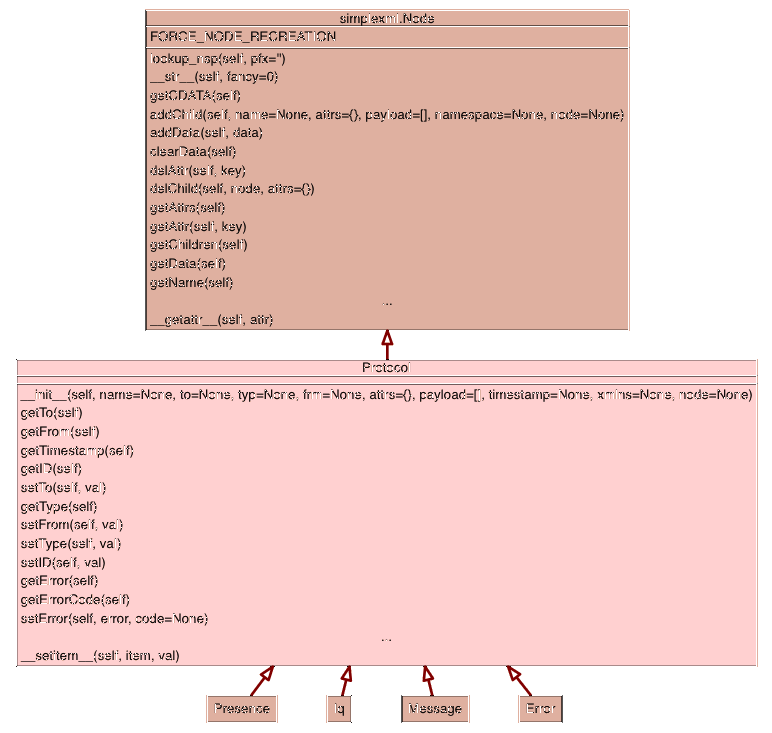 simplexml.Node
FORCE_NODE_RECREATION
lookup_nsp(self, pfx='')
__str__(self, fancy=0)
getCDATA(self)
addChild(self, name=None, attrs={}, payload=[], namespace=None, node=None)
addData(self, data)
clearData(self)
delAttr(self, key)
delChild(self, node, attrs={})
getAttrs(self)
getAttr(self, key)
getChildren(self)
getData(self)
getName(self)
...
__getattr__(self, attr)
Protocol
__init__(self, name=None, to=None, typ=None, frm=None, attrs={}, payload=[], timestamp=None, xmlns=None, node=None)
getTo(self)
getFrom(self)
getTimestamp(self)
getID(self)
setTo(self, val)
getType(self)
setFrom(self, val)
setType(self, val)
setID(self, val)
getError(self)
getErrorCode(self)
setError(self, error, code=None)
...
__setitem__(self, item, val)
Presence Iq Message Error